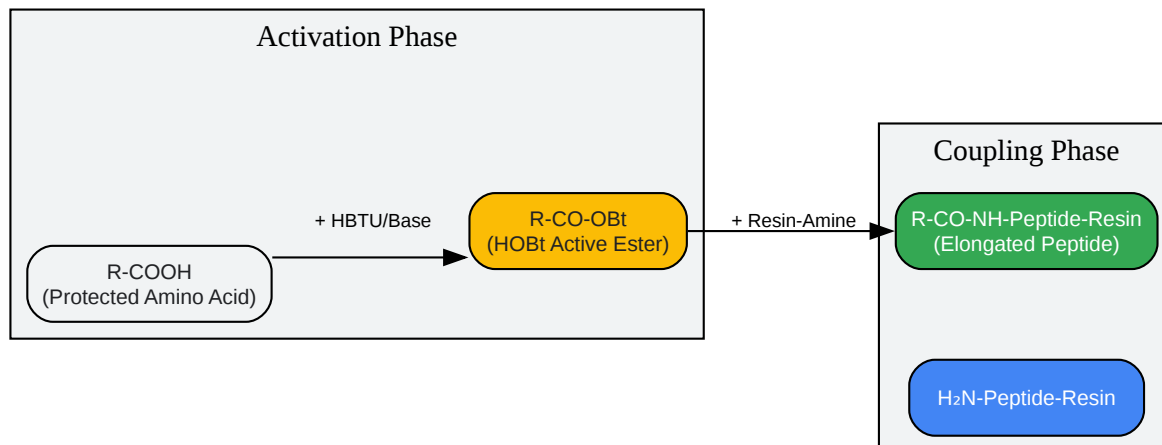 Activation Phase
R-COOH
(Protected Amino Acid)
+ HBTU/Base
R-CO-OBt
(HOBt Active Ester)
+ Resin-Amine
Coupling Phase
R-CO-NH-Peptide-Resin
(Elongated Peptide)
H₂N-Peptide-Resin